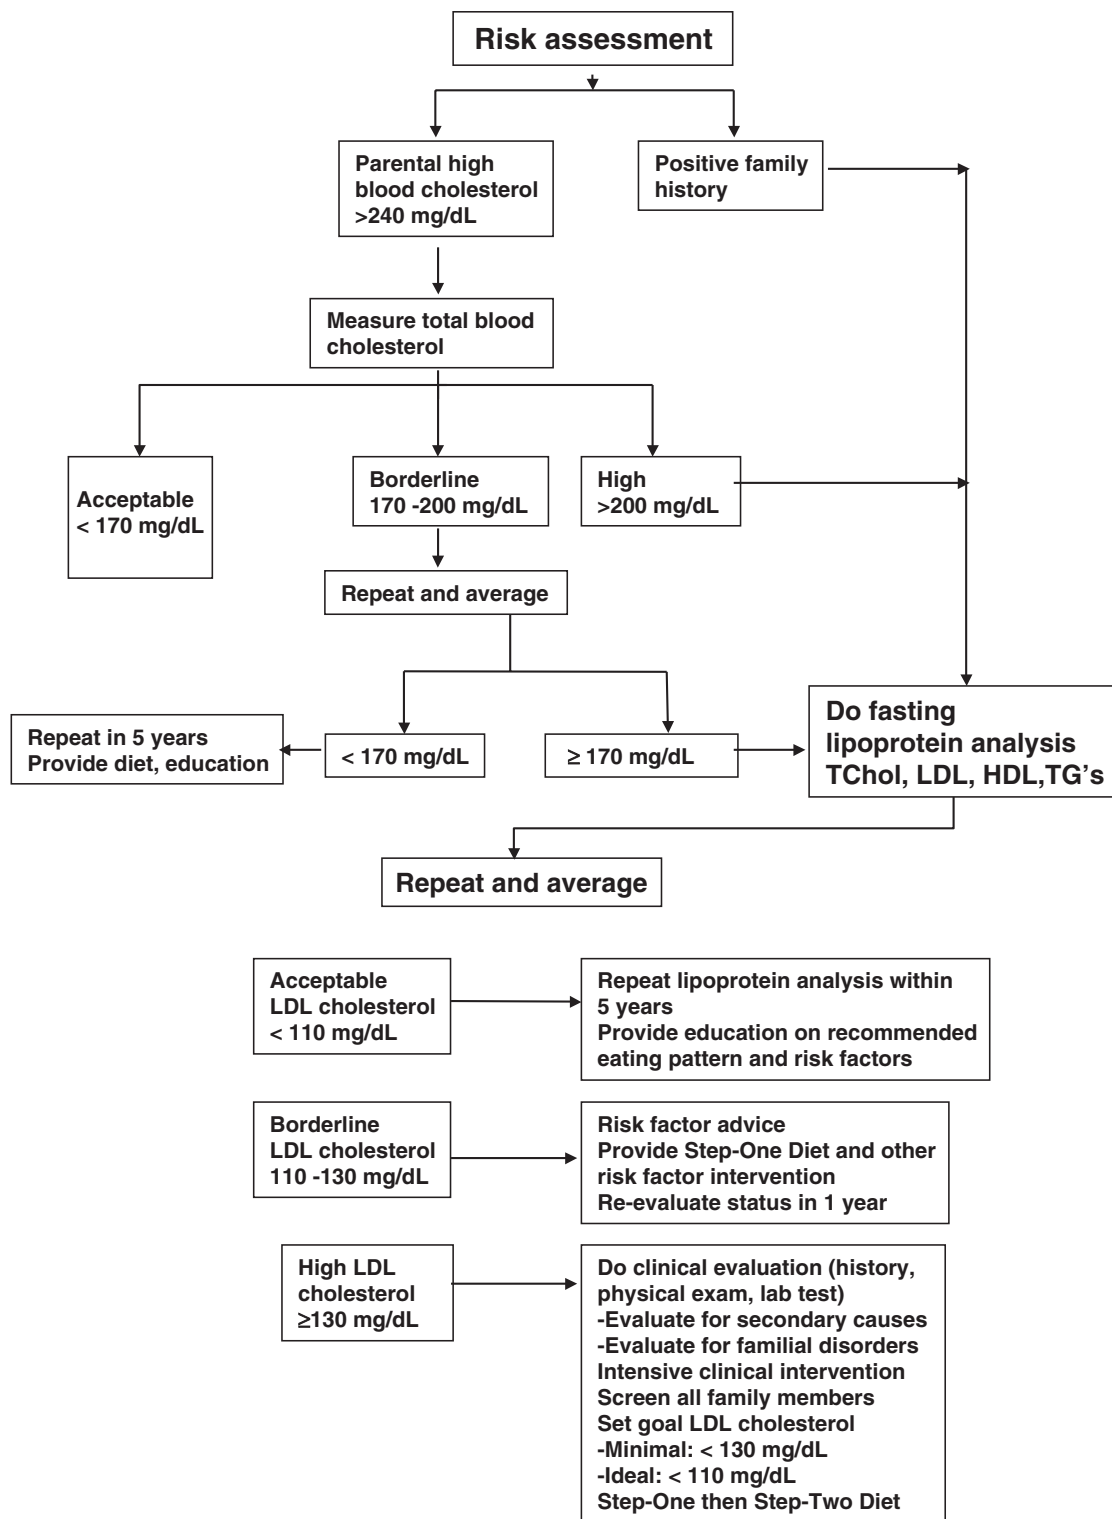 Risk assessment
Parental high
blood cholesterol
>240 mg/dL
Positive family
history
Measure total blood
cholesterol
Acceptable
< 170 mg/dL
Borderline
170 -200 mg/dL
High
>200 mg/dL
Repeat and average
Repeat in 5 years
Provide diet, education
< 170 mg/dL
≥ 170 mg/dL
Do fasting
lipoprotein analysis
TChol, LDL, HDL,TG's
Repeat and average
Acceptable
LDL cholesterol
< 110 mg/dL
Repeat lipoprotein analysis within
5 years
Provide education on recommended
eating pattern and risk factors
Borderline
LDL cholesterol
110 -130 mg/dL
Risk factor advice
Provide Step-One Diet and other
risk factor intervention
Re-evaluate status in 1 year
High LDL
cholesterol
≥130 mg/dL
Do clinical evaluation (history,
physical exam, lab test)
-Evaluate for secondary causes
-Evaluate for familial disorders
Intensive clinical intervention
Screen all family members
Set goal LDL cholesterol
-Minimal: < 130 mg/dL
-Ideal: < 110 mg/dL
Step-One then Step-Two Diet